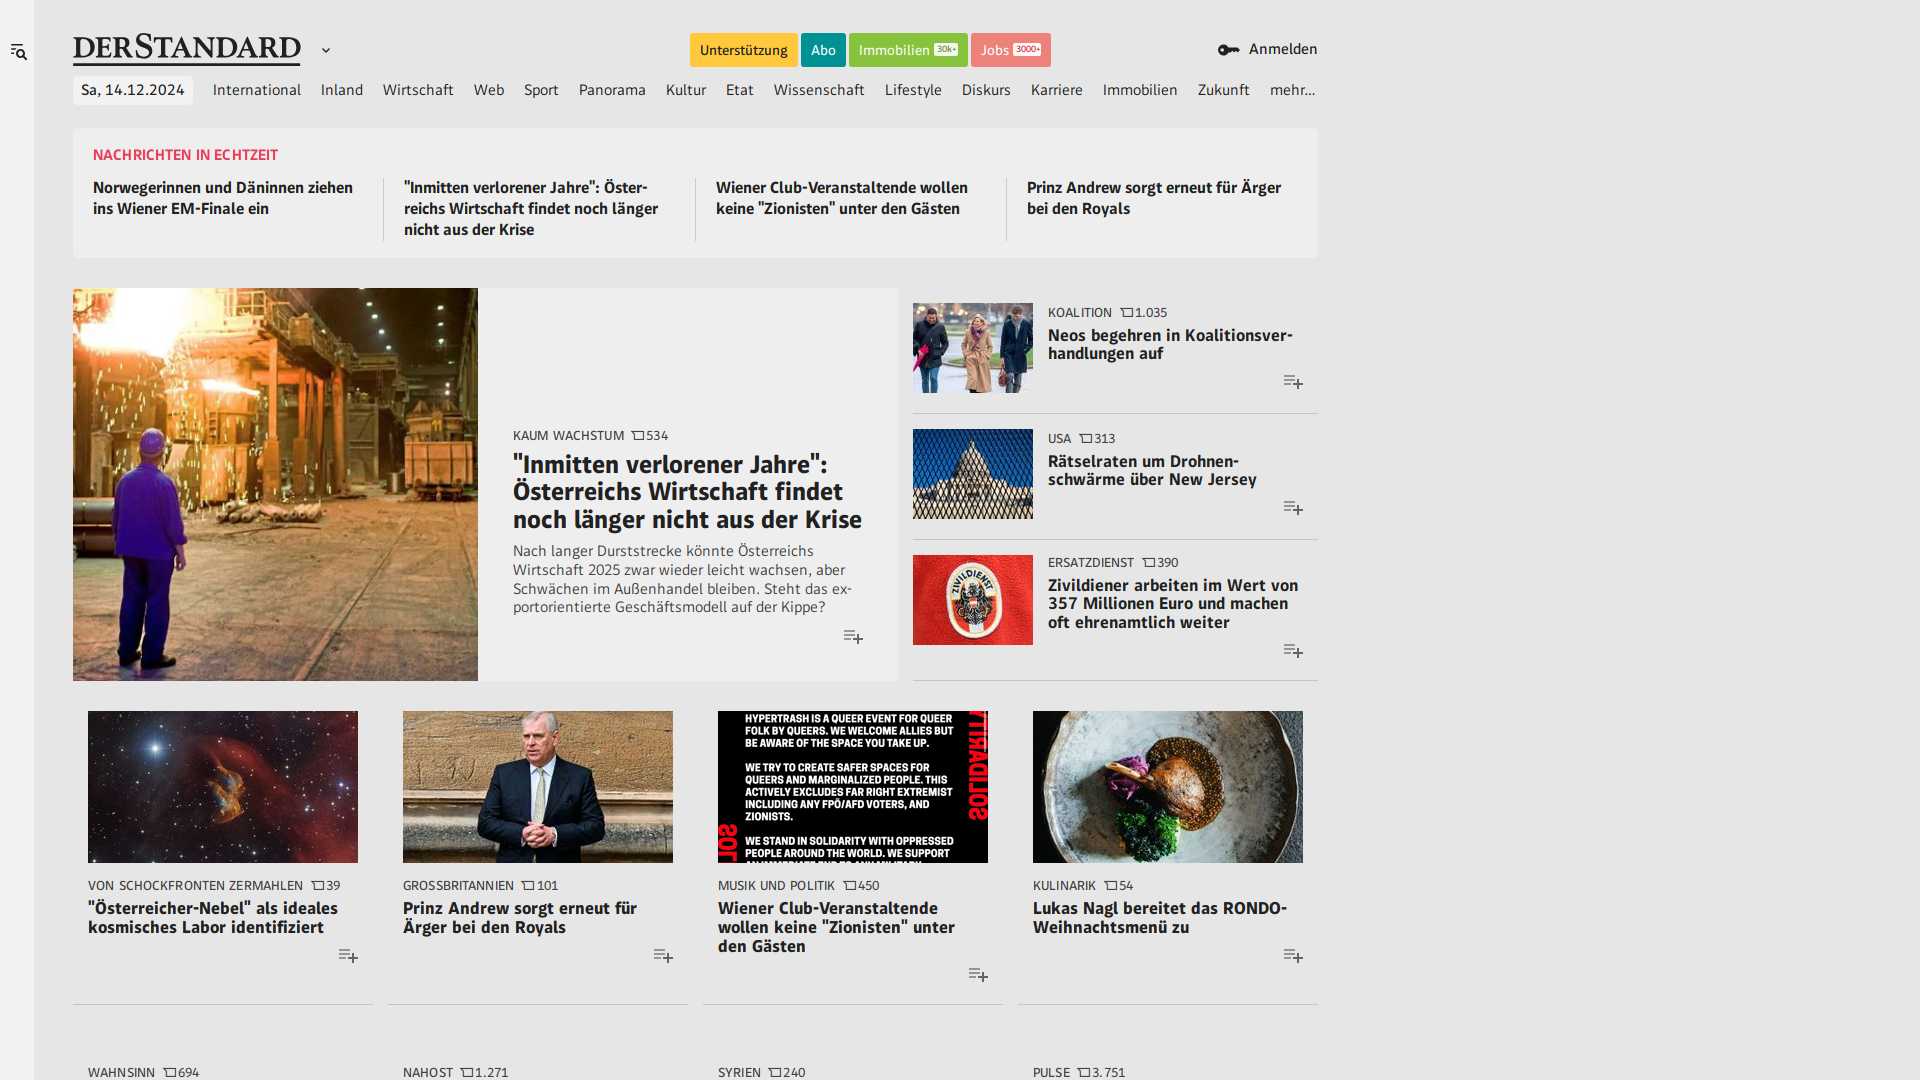 DERSTANDARD
Unterstützung
Abo
Immobilien 30k+
Jobs 3000+
Anmelden
Sa, 14.12.2024
International
Inland
Wirtschaft
Web
Sport
Panorama
Kultur
Etat
Wissenschaft
Lifestyle
Diskurs
Karriere
Immobilien
Zukunft
mehr...
NACHRICHTEN IN ECHTZEIT
Norwegerinnen und Däninnen ziehen
ins Wiener EM-Finale ein
"Inmitten verlorener Jahre": Öster-
reichs Wirtschaft findet noch länger
nicht aus der Krise
Wiener Club-Veranstaltende wollen
keine "Zionisten" unter den Gästen
Prinz Andrew sorgt erneut für Ärger
bei den Royals
KAUM WACHSTUM 534
"Inmitten verlorener Jahre":
Österreichs Wirtschaft findet
noch länger nicht aus der Krise
Nach langer Durststrecke könnte Österreichs
Wirtschaft 2025 zwar wieder leicht wachsen, aber
Schwächen im Außenhandel bleiben. Steht das ex-
portorientierte Geschäftsmodell auf der Kippe?
KOALITION 1.035
Neos begehren in Koalitionsver-
handlungen auf
USA 313
Rätselraten um Drohnen-
schwärme über New Jersey
ZIVILDIENST
ERSATZDIENST 390
Zivildiener arbeiten im Wert von
357 Millionen Euro und machen
oft ehrenamtlich weiter
VON SCHOCKFRONTEN ZERMAHLEN 39
"Österreicher-Nebel" als ideales
kosmisches Labor identifiziert
GROSSBRITANNIEN 101
Prinz Andrew sorgt erneut für
Ärger bei den Royals
HYPERTRASH IS A QUEER EVENT FOR QUEER
FOLK BY QUEERS. WE WELCOME ALLIES BUT
BE AWARE OF THE SPACE YOU TAKE UP.
WE TRY TO CREATE SAFER SPACES FOR
QUEERS AND MARGINALIZED PEOPLE. THIS
ACTIVELY EXCLUDES FAR RIGHT EXTREMIST
INCLUDING ANY FPÖ/AFD VOTERS, AND
ZIONISTS.
WE STAND IN SOLIDARITY WITH OPPRESSED
PEOPLE AROUND THE WORLD. WE SUPPORT
MUSIK UND POLITIK 450
Wiener Club-Veranstaltende
wollen keine "Zionisten" unter
den Gästen
KULINARIK 54
Lukas Nagl bereitet das RONDO-
Weihnachtsmenü zu
WAHNSINN 694
NAHOST 1.271
SYRIEN 240
PULSE 3.751